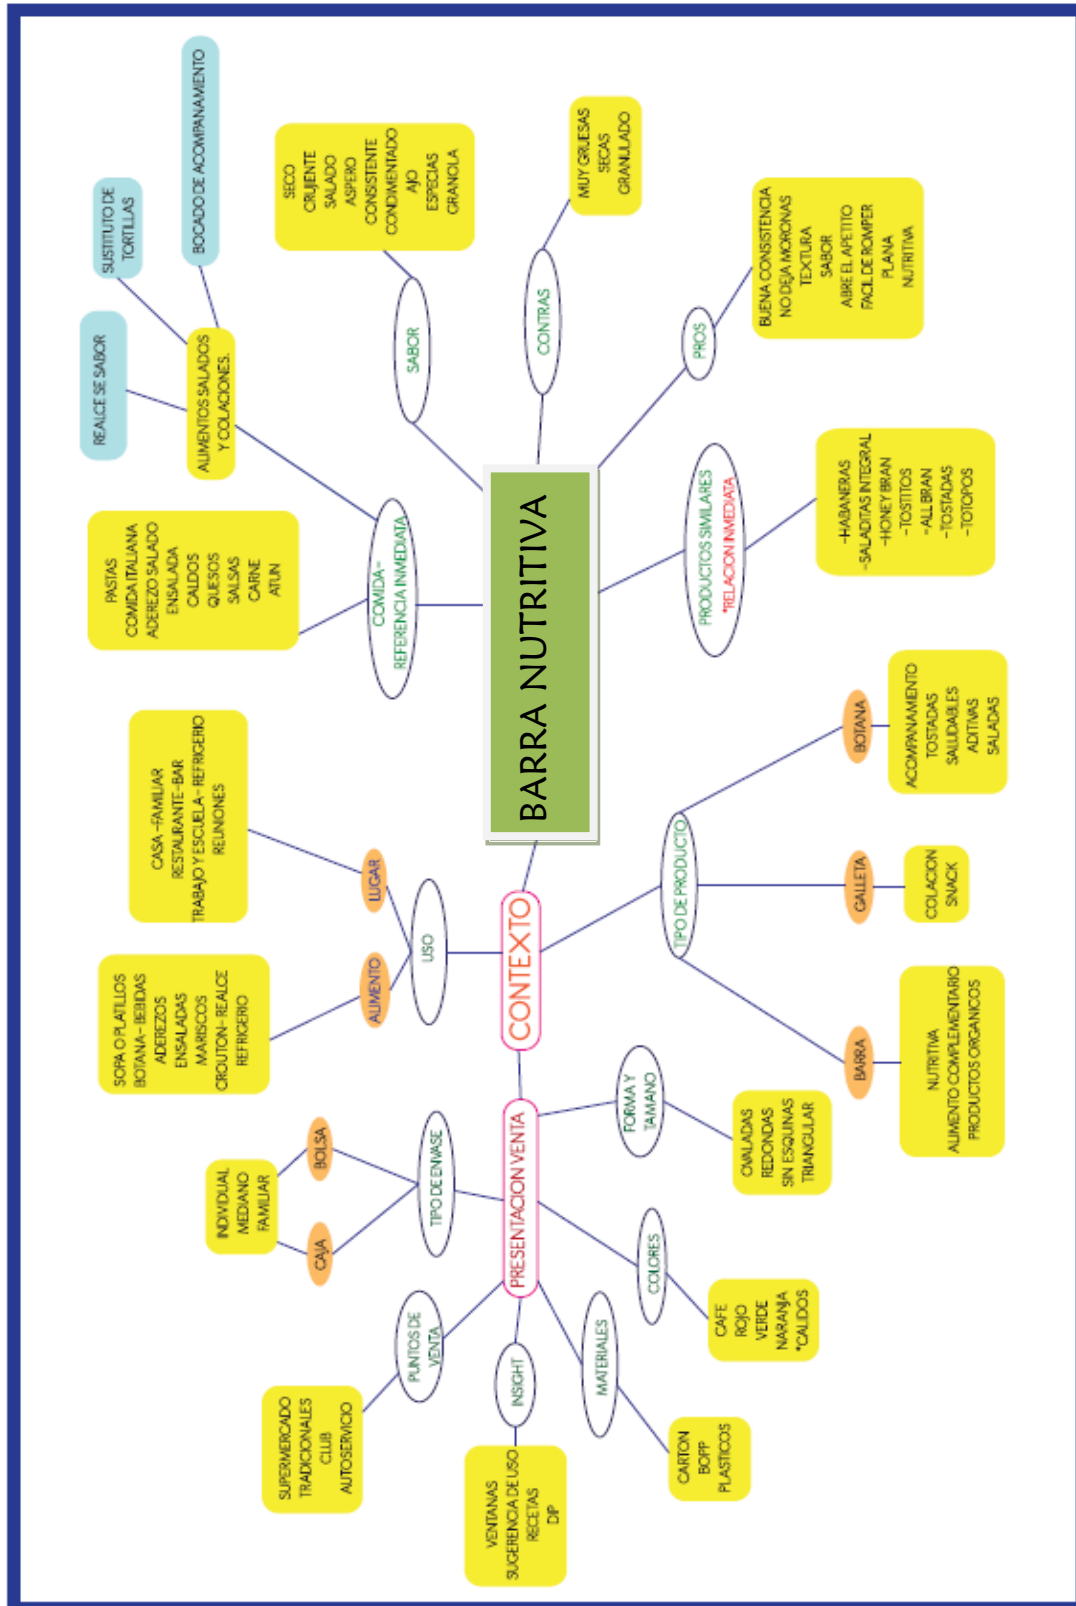 SUPERMERCADO
TRADICIONALES
CLUB
AUTOSERVICIO
PUNTOS DE
VENTA
INDIVIDUAL
MEDIANO
FAMILIAR
CAJA
BOLSA
TIPO DE ENVASE
VENTANAS
SUGERENCIA DE USO
RECETAS
DIP
INSIGHT
PRESENTACION VENTA
MATERIALES
CARTON
BOPP
PLASTICOS
COLORES
CAFE
ROJO
VERDE
NARANJA
*CALIDOS
FORMA Y
TAMANO
OVALADAS
REDONDAS
SIN ESQUINAS
TRIANGULAR
SOPA O PLATILLOS
BOTANA-BEBIDAS
ADEREZOS
ENSALADAS
MARISCOS
CROUTON-REALCE
REFRIGERIO
ALIMENTO
CASA-FAMILIAR
RESTAURANTE-BAR
TRABAJO Y ESCUELA-REFRIGERIO
REUNIONES
LUGAR
USO
CONTEXTO
TIPO DE PRODUCTO
BARRA
NUTRITIVA
ALIMENTO COMPLEMENTARIO
PRODUCTOS ORGANICOS
GALLETA
COLACION
SNACK
BOTANA
ACOMPANAMIENTO
TOSTADAS
SALUDABLES
ADITIVAS
SALADAS
BARRA NUTRITIVA
PASTAS
COMIDA ITALIANA
ADEREZO SALADO
ENSALADA
CALDOS
QUESOS
SALSAS
CARNE
ATUN
COMIDA-
REFERENCIA INMEDIATA
REALCE SE SABOR
SUSTITUTO DE
TORTILLAS
BOCADO DE ACOMPANAMIENTO
ALIMENTOS SALADOS
Y COLACIONES.
SABOR
SECO
CRUJENTE
SALADO
ASPERO
CONSISTENTE
CONDIMENTADO
AJO
ESPECIAS
GRANOLA
CONTRAS
MUY GRUESAS
SECAS
GRANULADO
PROS
BUENA CONSISTENCIA
NO DEJA MORONAS
TEXTURA
SABOR
ABRE EL APETITO
FACIL DE ROMPER
PLANA
NUTRITIVA
PRODUCTOS SIMILARES
*RELACION INMEDIATA
-HABANERAS
-SALADITAS INTEGRAL
-HONEY BRAN
-TOSTITOS
-ALL BRAN
-TOSTADAS
-TOTOPOS